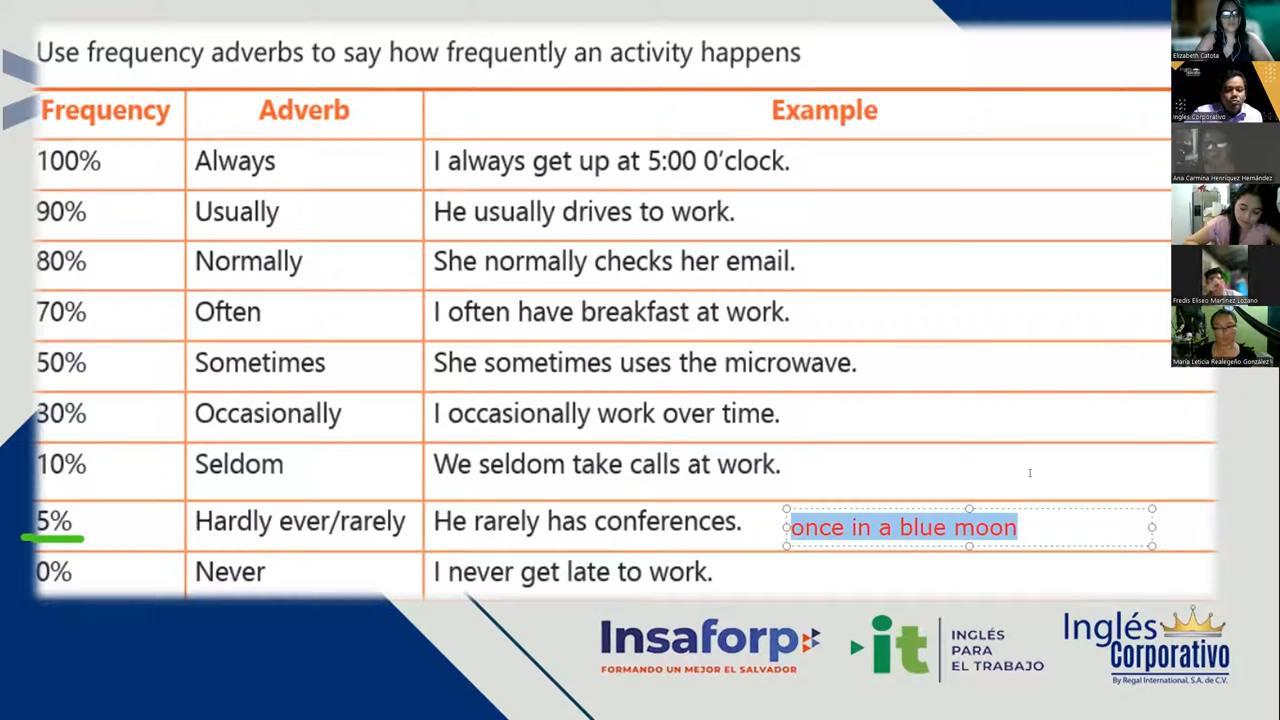 Use frequency adverbs to say how frequently an activity happens
Frequency Adverb Example
100% Always I always get up at 5:00 0'clock.
90% Usually He usually drives to work.
80% Normally She normally checks her email.
70% Often I often have breakfast at work.
50% Sometimes She sometimes uses the microwave.
30% Occasionally I occasionally work over time.
10% Seldom We seldom take calls at work.
5% Hardly ever/rarely He rarely has conferences. once in a blue moon
0% Never I never get late to work.
Elizabeth Catota
Inglés Corporativo
Ana Carmina Henríquez Hernández
Fredis Eliseo Martinez Lozano
María Leticia Realegeño González
Insaforp
FORMANDO UN MEJOR EL SALVADOR
it
INGLÉS
PARA
EL TRABAJO
Inglés
Corporativo
By Regal International, S.A. de C.V.